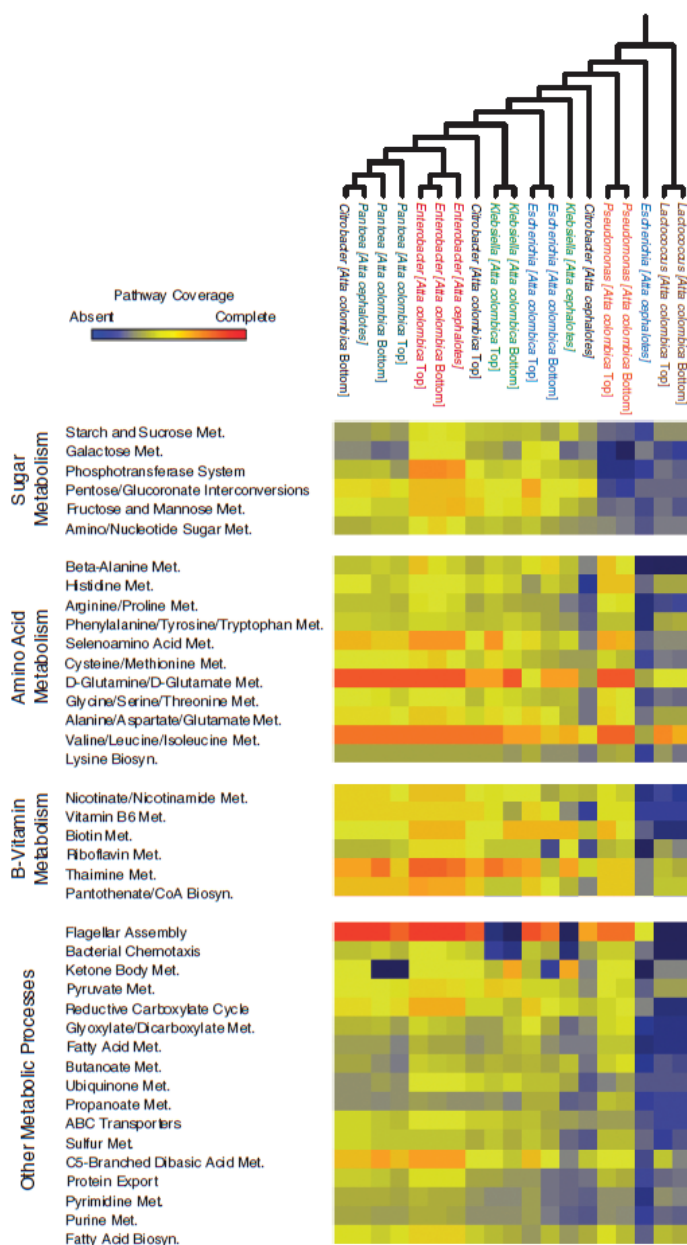 Citrobacter [Atta colombica Bottom]
Pantoea [Atta cephalotes]
Pantoea [Atta colombica Bottom]
Pantoea [Atta colombica Top]
Enterobacter [Atta colombica Top]
Enterobacter [Atta colombica Bottom]
Enterobacter [Atta cephalotes]
Citrobacter [Atta colombica Top]
Klebsiella [Atta colombica Top]
Klebsiella [Atta colombica Bottom]
Escherichia [Atta colombica Top]
Escherichia [Atta colombica Bottom]
Klebsiella [Atta cephalotes]
Citrobacter [Atta cephalotes]
Pseudomonas [Atta colombica Top]
Pseudomonas [Atta colombica Bottom]
Escherichia [Atta cephalotes]
Lactococcus [Atta colombica Top]
Lactococcus [Atta colombica Bottom]
Pathway Coverage
Absent Complete
Sugar
Metabolism
Starch and Sucrose Met.
Galactose Met.
Phosphotransferase System
Pentose/Glucoronate Interconversions
Fructose and Mannose Met.
Amino/Nucleotide Sugar Met.
Amino Acid
Metabolism
Beta-Alanine Met.
Histidine Met.
Arginine/Proline Met.
Phenylalanine/Tyrosine/Tryptophan Met.
Selenoamino Acid Met.
Cysteine/Methionine Met.
D-Glutamine/D-Glutamate Met.
Glycine/Serine/Threonine Met.
Alanine/Aspartate/Glutamate Met.
Valine/Leucine/Isoleucine Met.
Lysine Biosyn.
B-Vitamin
Metabolism
Nicotinate/Nicotinamide Met.
Vitamin B6 Met.
Biotin Met.
Riboflavin Met.
Thaimine Met.
Pantothenate/CoA Biosyn.
Other Metabolic Processes
Flagellar Assembly
Bacterial Chemotaxis
Ketone Body Met.
Pyruvate Met.
Reductive Carboxylate Cycle
Glyoxylate/Dicarboxylate Met.
Fatty Acid Met.
Butanoate Met.
Ubiquinone Met.
Propanoate Met.
ABC Transporters
Sulfur Met.
C5-Branched Dibasic Acid Met.
Protein Export
Pyrimidine Met.
Purine Met.
Fatty Acid Biosyn.